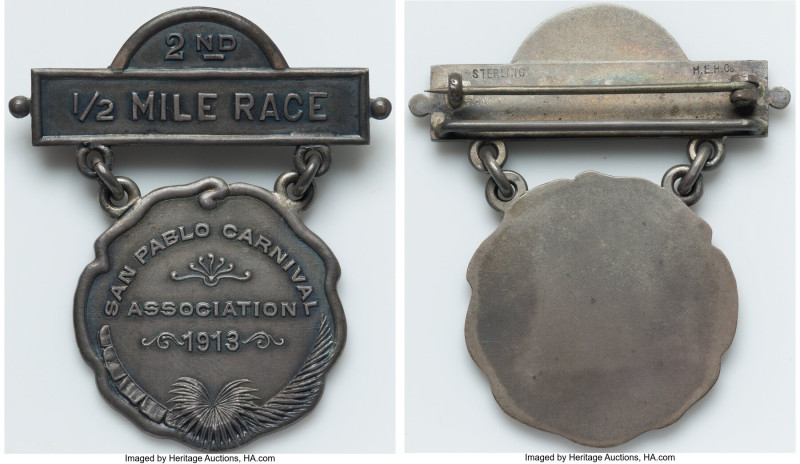 2ND
1/2 MILE RACE
SAN PABLO CARNIVAL
ASSOCIATION
1913
STERLING H.E.H. Co.
Imaged by Heritage Auctions, HA.com
Imaged by Heritage Auctions, HA.com